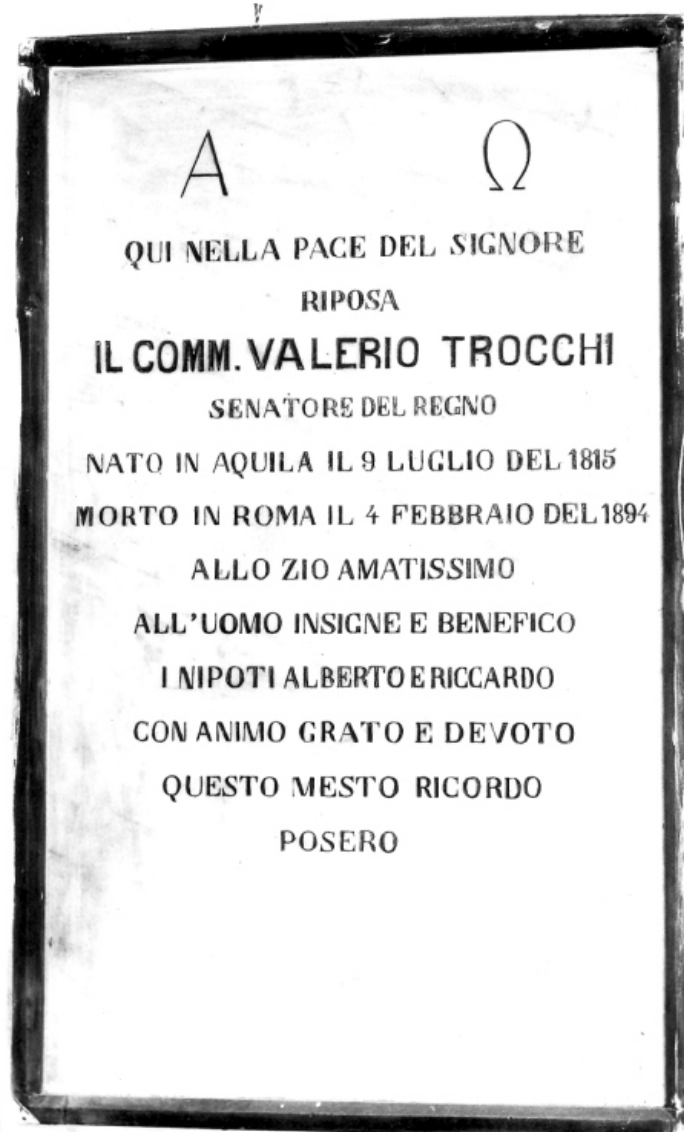 Α Ω
QUI NELLA PACE DEL SIGNORE
RIPOSA
IL COMM. VALERIO TROCCHI
SENATORE DEL REGNO
NATO IN AQUILA IL 9 LUGLIO DEL 1815
MORTO IN ROMA IL 4 FEBBRAIO DEL 1894
ALLO ZIO AMATISSIMO
ALL'UOMO INSIGNE E BENEFICO
I NIPOTI ALBERTO E RICCARDO
CON ANIMO GRATO E DEVOTO
QUESTO MESTO RICORDO
POSERO